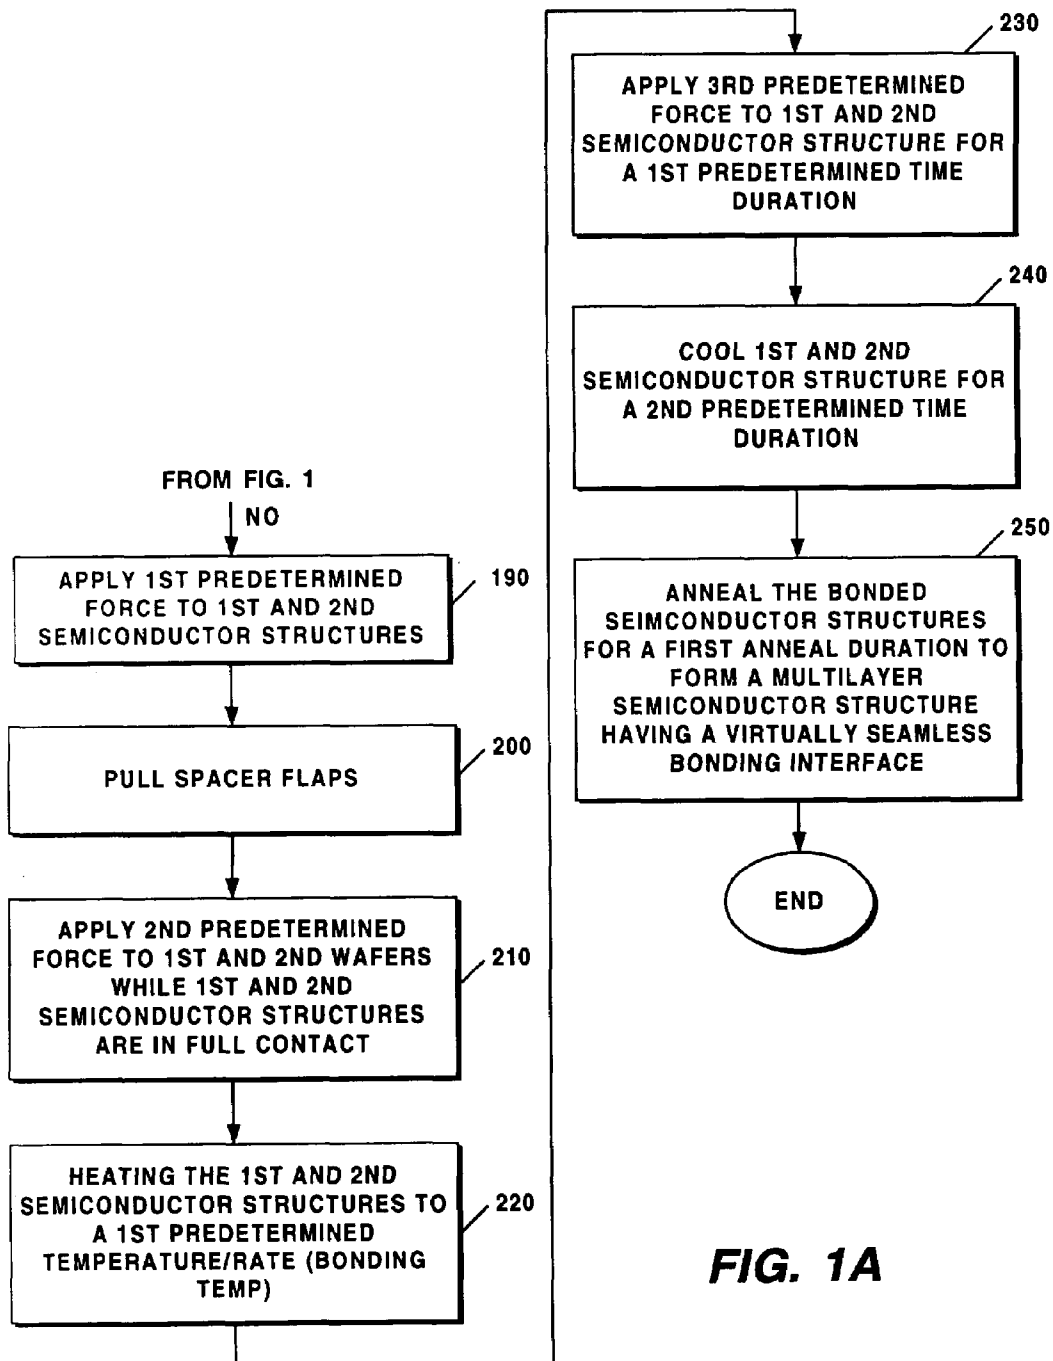 FROM FIG. 1
NO
APPLY 1ST PREDETERMINED
FORCE TO 1ST AND 2ND
SEMICONDUCTOR STRUCTURES
190
PULL SPACER FLAPS
200
APPLY 2ND PREDETERMINED
FORCE TO 1ST AND 2ND WAFERS
WHILE 1ST AND 2ND
SEMICONDUCTOR STRUCTURES
ARE IN FULL CONTACT
210
HEATING THE 1ST AND 2ND
SEMICONDUCTOR STRUCTURES TO
A 1ST PREDETERMINED
TEMPERATURE/RATE (BONDING
TEMP)
220
230
APPLY 3RD PREDETERMINED
FORCE TO 1ST AND 2ND
SEMICONDUCTOR STRUCTURE FOR
A 1ST PREDETERMINED TIME
DURATION
240
COOL 1ST AND 2ND
SEMICONDUCTOR STRUCTURE FOR
A 2ND PREDETERMINED TIME
DURATION
250
ANNEAL THE BONDED
SEIMCONDUCTOR STRUCTURES
FOR A FIRST ANNEAL DURATION TO
FORM A MULTILAYER
SEMICONDUCTOR STRUCTURE
HAVING A VIRTUALLY SEAMLESS
BONDING INTERFACE
END
FIG. 1A